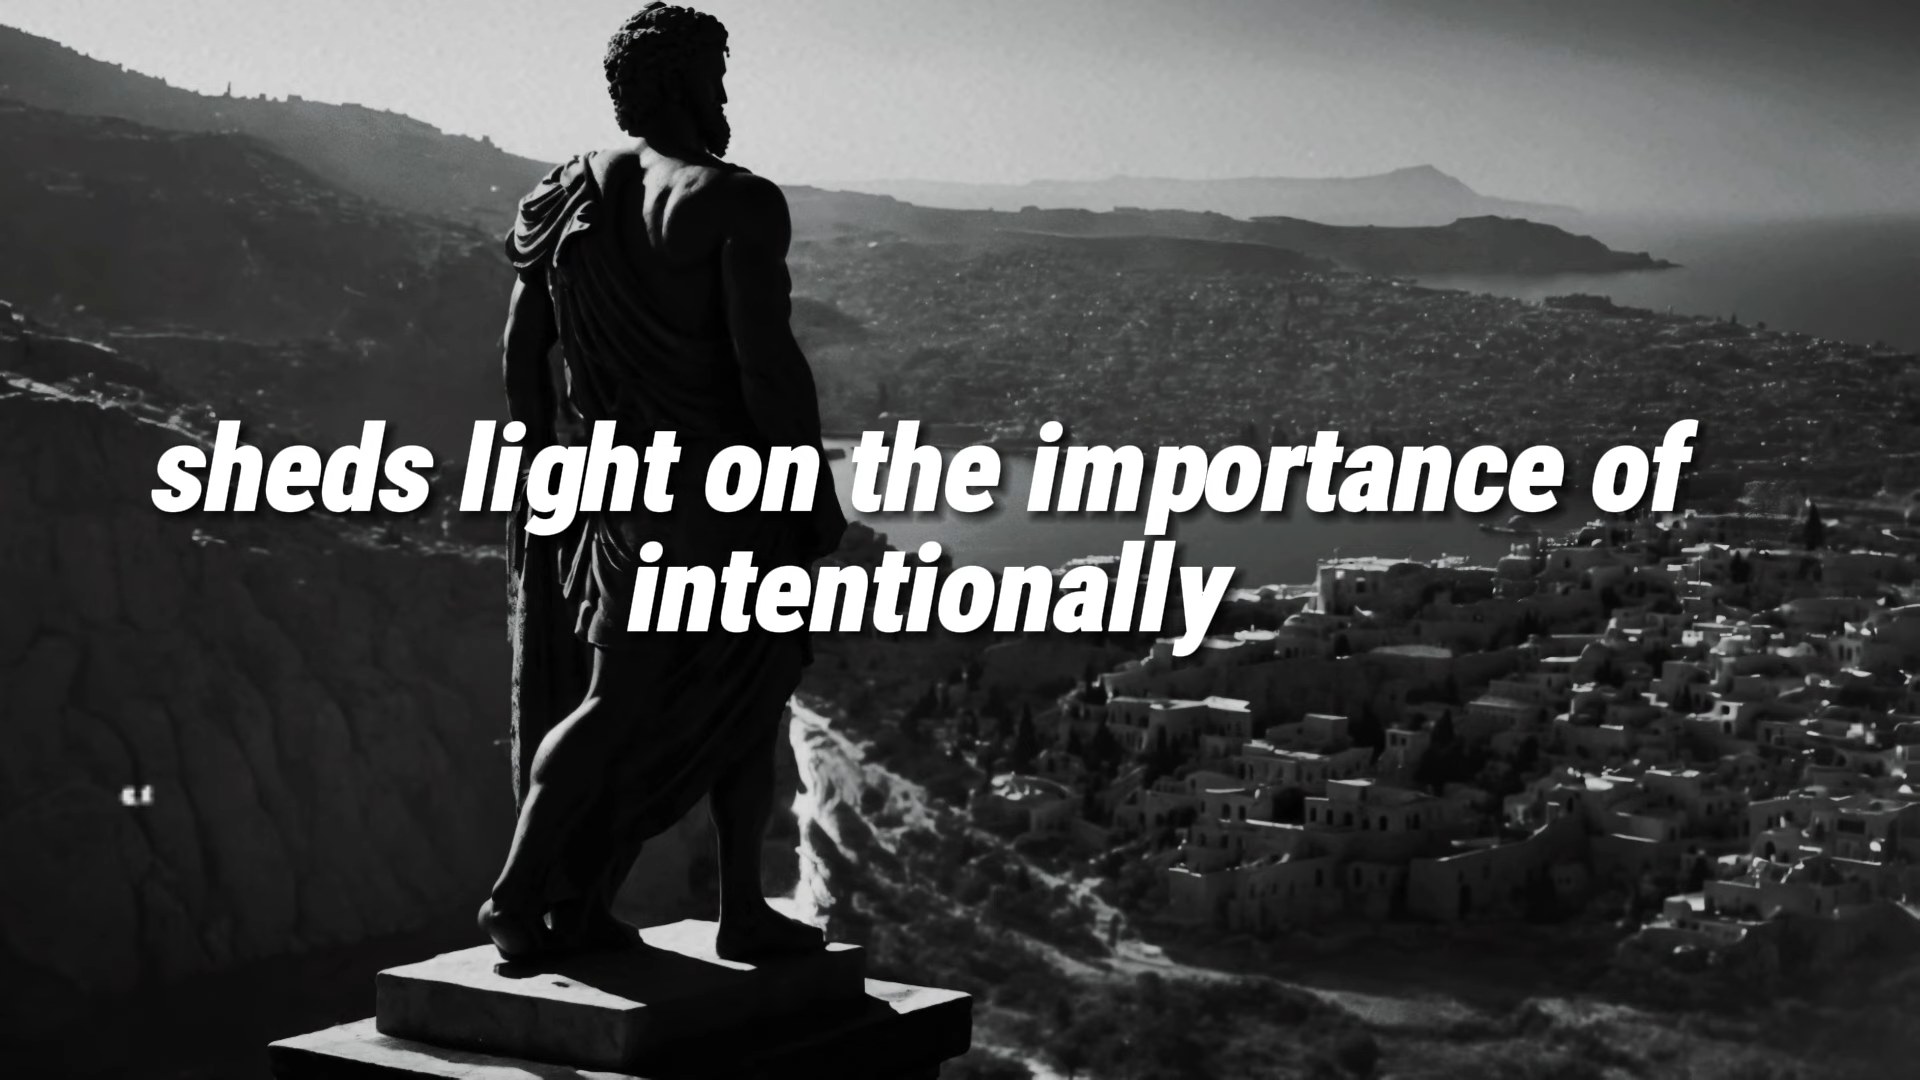 sheds light on the importance of
intentionally